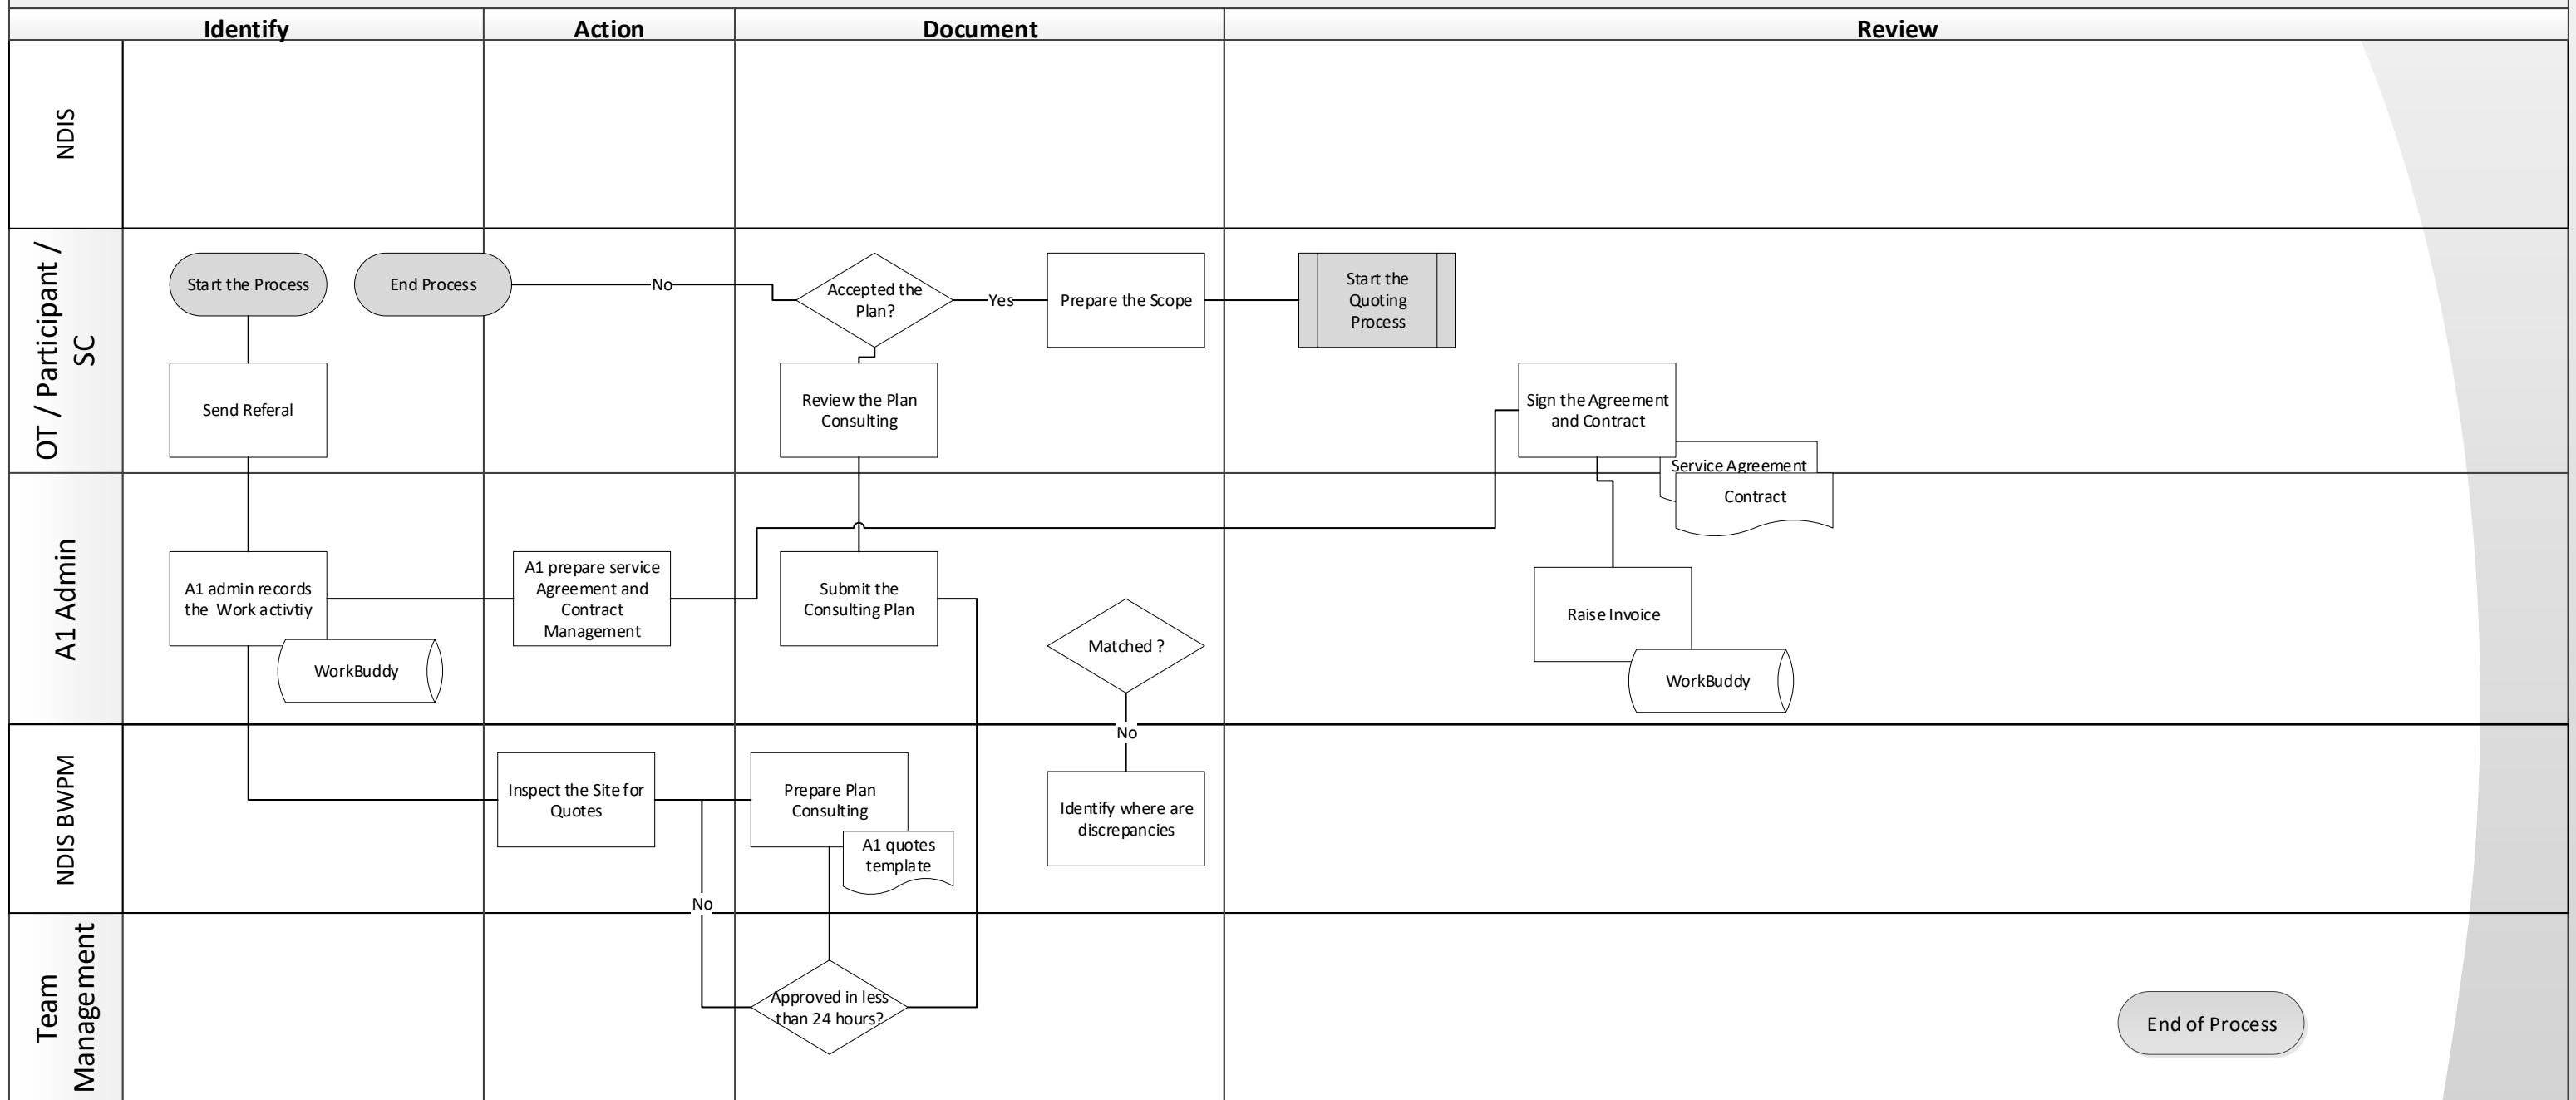 Identify
Action
Document
Review
NDIS
OT / Participant /
SC
Start the Process
End Process
No
Accepted the
Plan?
Yes
Prepare the Scope
Start the
Quoting
Process
Send Referal
Review the Plan
Consulting
Sign the Agreement
and Contract
Service Agreement
Contract
A1 Admin
A1 admin records
the Work activtiy
WorkBuddy
A1 prepare service
Agreement and
Contract
Management
Submit the
Consulting Plan
Matched ?
No
Raise Invoice
WorkBuddy
NDIS BWPM
Inspect the Site for
Quotes
Prepare Plan
Consulting
A1 quotes
template
Identify where are
discrepancies
No
Team
Management
Approved in less
than 24 hours?
End of Process